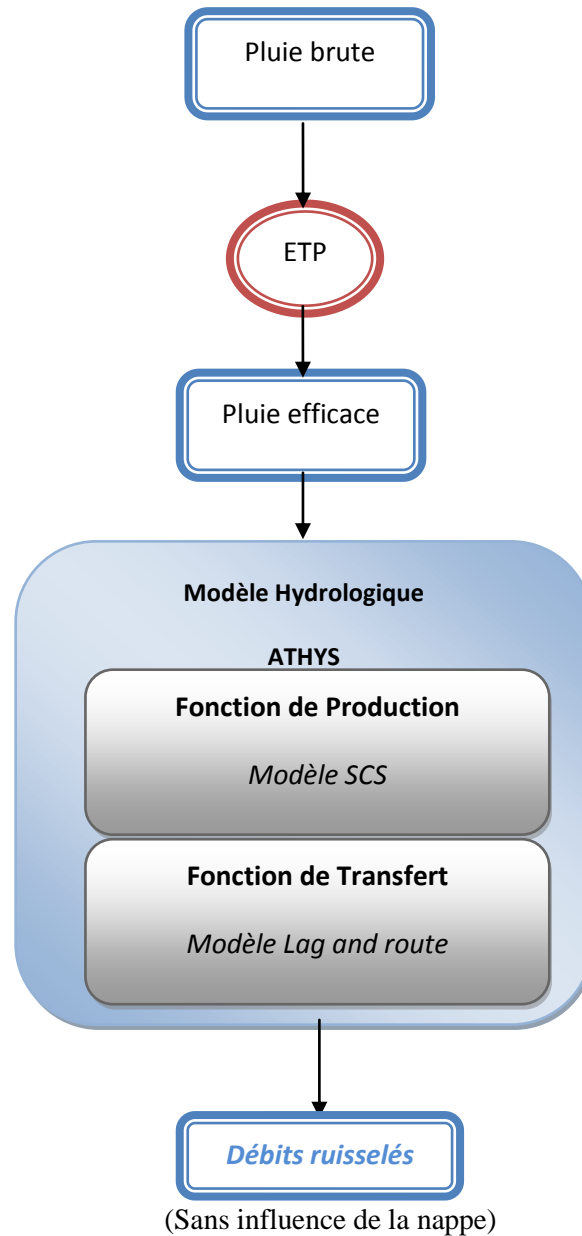 Pluie brute
ETP
Pluie efficace
Modèle Hydrologique
ATHYS
Fonction de Production
Modèle SCS
Fonction de Transfert
Modèle Lag and route
Débits ruisselés
(Sans influence de la nappe)